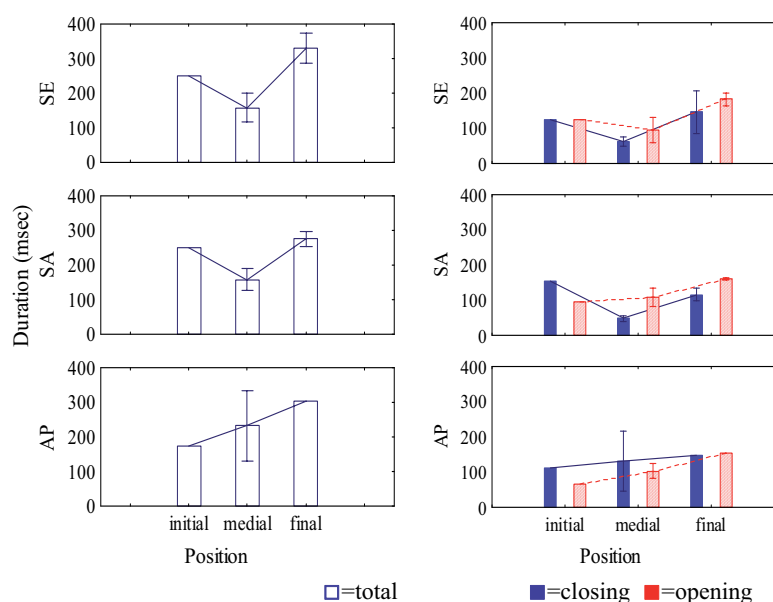 400
300
200
100
0
SE
400
300
200
100
0
SE
400
300
200
100
0
SA
400
300
200
100
0
SA
400
300
200
100
0
AP
400
300
200
100
0
AP
Duration (msec)
initial medial final
initial medial final
Position
Position
=total
=closing =opening